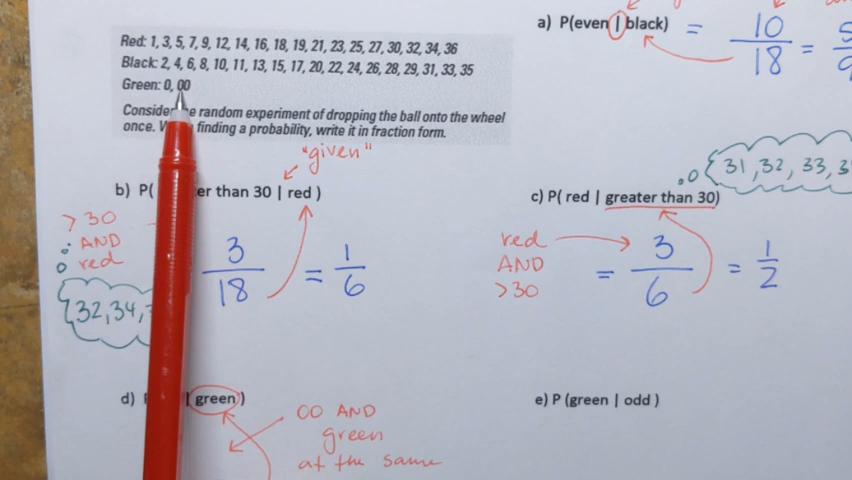 Red: 1, 3, 5, 7, 9, 12, 14, 16, 18, 19, 21, 23, 25, 27, 30, 32, 34, 36
Black: 2, 4, 6, 8, 10, 11, 13, 15, 17, 20, 22, 24, 26, 28, 29, 31, 33, 35
Green: 0, 00
random experiment of dropping the ball onto the wheel
once. finding a probability, write it in fraction form.
a) P(even | black) = 10/18 =
"given"
b) P( than 30 | red )
> 30
AND
red
3/18 = 1/6
32, 34,
c) P( red | greater than 30)
31, 32, 33,
red
AND
>30
= 3/6 = 1/2
d) | green )
00 AND
green
at the same
e) P (green | odd )